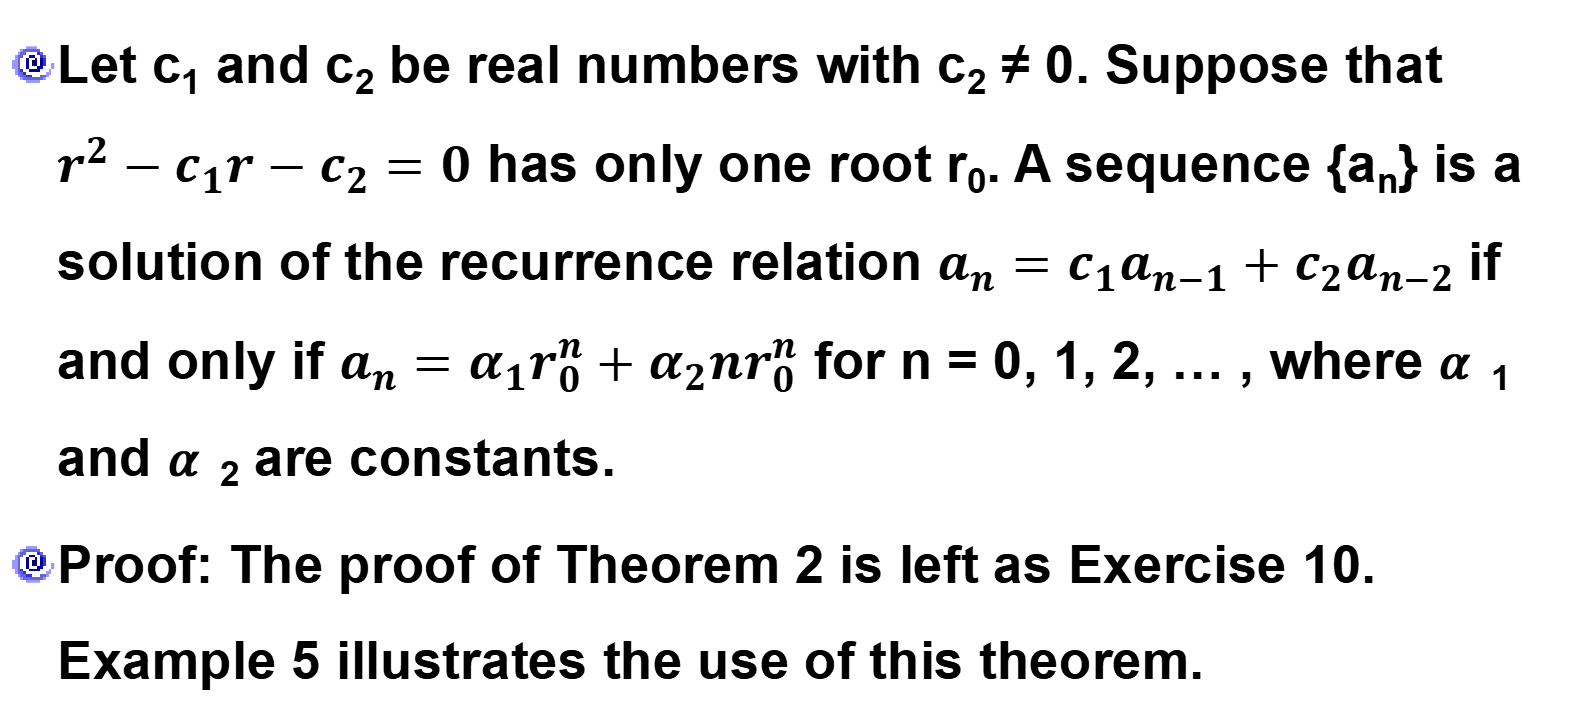 Let c₁ and c₂ be real numbers with c₂ ≠ 0. Suppose that
r² − c₁r − c₂ = 0 has only one root r₀. A sequence {aₙ} is a
solution of the recurrence relation aₙ = c₁aₙ₋₁ + c₂aₙ₋₂ if
and only if aₙ = α₁r₀ⁿ + α₂nr₀ⁿ for n = 0, 1, 2, … , where α ₁
and α ₂ are constants.
Proof: The proof of Theorem 2 is left as Exercise 10.
Example 5 illustrates the use of this theorem.